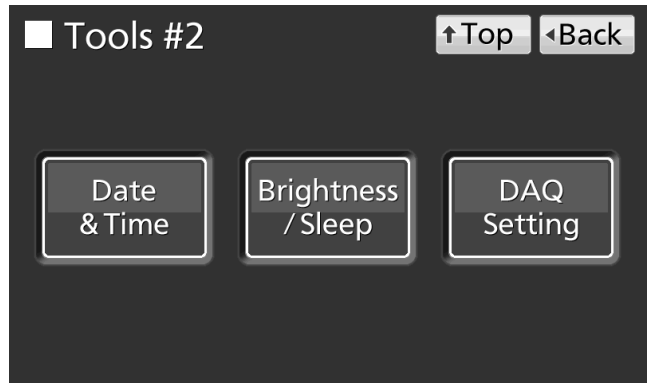 Tools #2
Top
Back
Date
& Time
Brightness
/ Sleep
DAQ
Setting